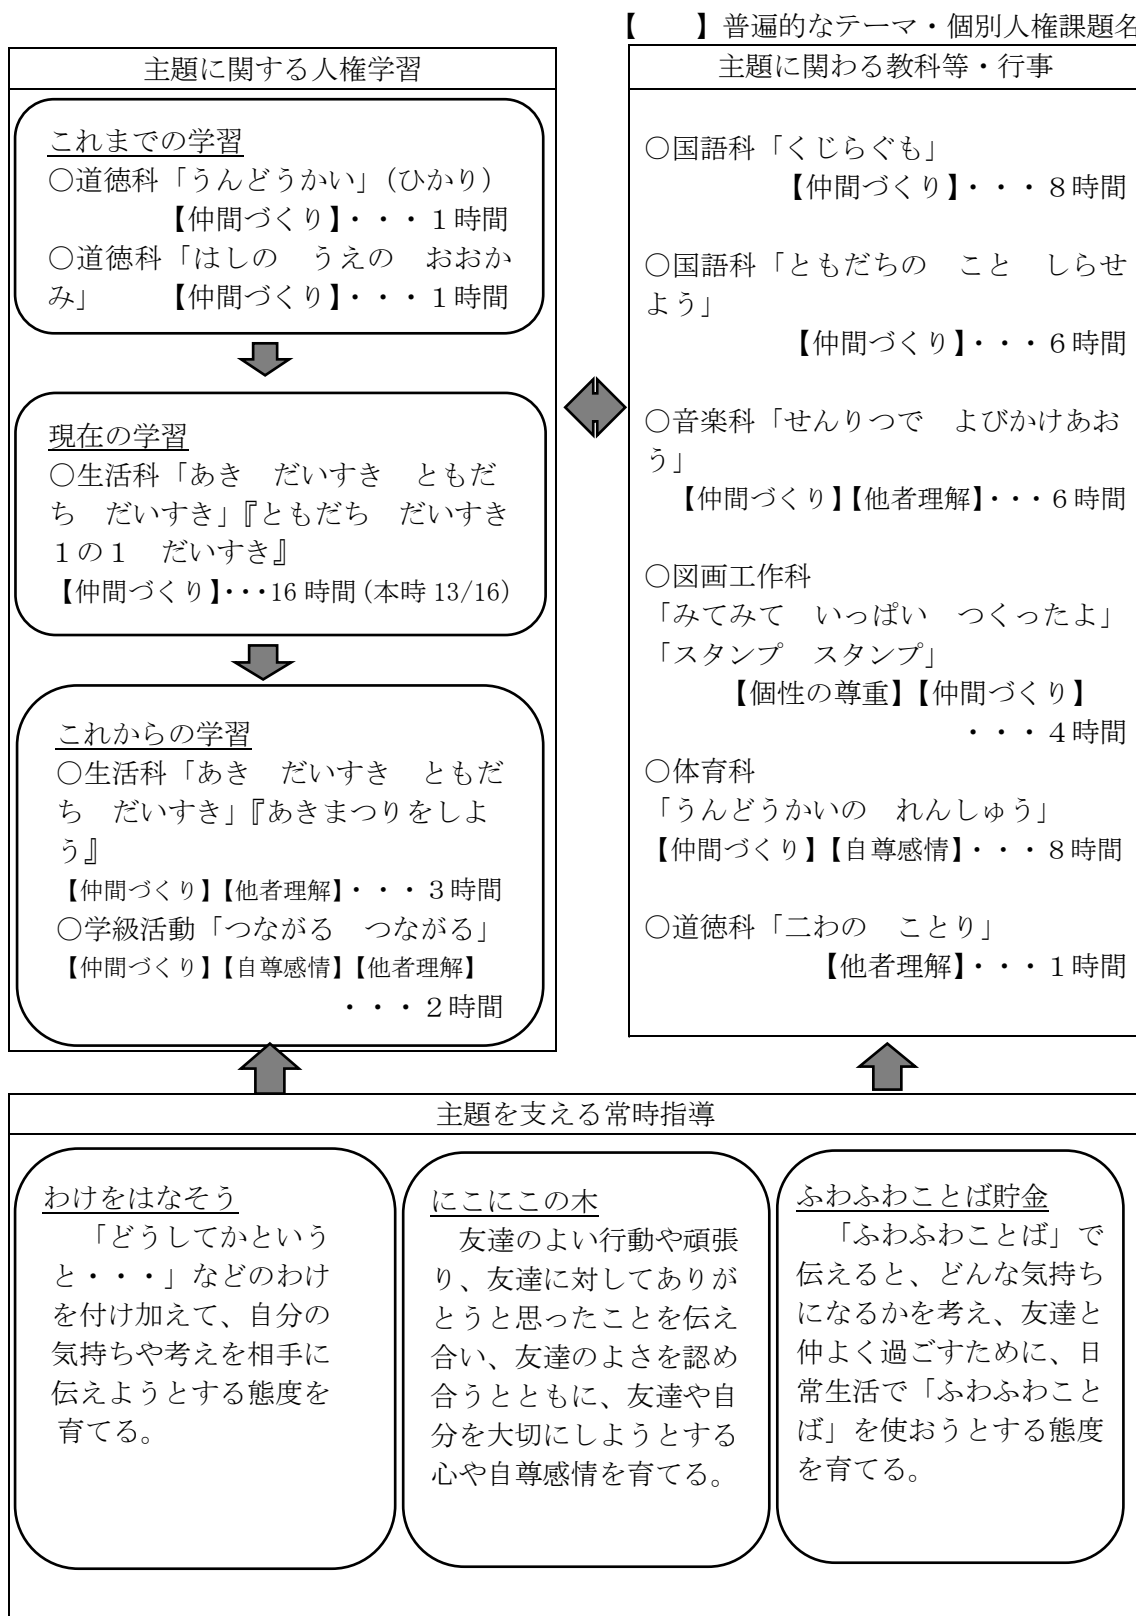 【　　】普遍的なテーマ・個別人権課題名
主題に関する人権学習
これまでの学習
○道徳科「うんどうかい」（ひかり）
【仲間づくり】・・・１時間
○道徳科「はしの　うえの　おおか
み」　　【仲間づくり】・・・１時間
現在の学習
○生活科「あき　だいすき　ともだ
ち　だいすき」『ともだち　だいすき
１の１　だいすき』
【仲間づくり】・・・16時間(本時13/16)
これからの学習
○生活科「あき　だいすき　ともだ
ち　だいすき」『あきまつりをしよ
う』
【仲間づくり】【他者理解】・・・３時間
○学級活動「つながる　つながる」
【仲間づくり】【自尊感情】【他者理解】
・・・２時間
主題に関わる教科等・行事
○国語科「くじらぐも」
【仲間づくり】・・・８時間
○国語科「ともだちの　こと　しらせ
よう」
【仲間づくり】・・・６時間
○音楽科「せんりつで　よびかけあお
う」
【仲間づくり】【他者理解】・・・６時間
○図画工作科
「みてみて　いっぱい　つくったよ」
「スタンプ　スタンプ」
【個性の尊重】【仲間づくり】
・・・４時間
○体育科
「うんどうかいの　れんしゅう」
【仲間づくり】【自尊感情】・・・８時間
○道徳科「二わの　ことり」
【他者理解】・・・１時間
主題を支える常時指導
わけをはなそう
「どうしてかという
と・・・」などのわけ
を付け加えて、自分の
気持ちや考えを相手に
伝えようとする態度を
育てる。
にこにこの木
友達のよい行動や頑張
り、友達に対してありが
とうと思ったことを伝え
合い、友達のよさを認め
合うとともに、友達や自
分を大切にしようとする
心や自尊感情を育てる。
ふわふわことば貯金
「ふわふわことば」で
伝えると、どんな気持ち
になるかを考え、友達と
仲よく過ごすために、日
常生活で「ふわふわこと
ば」を使おうとする態度
を育てる。